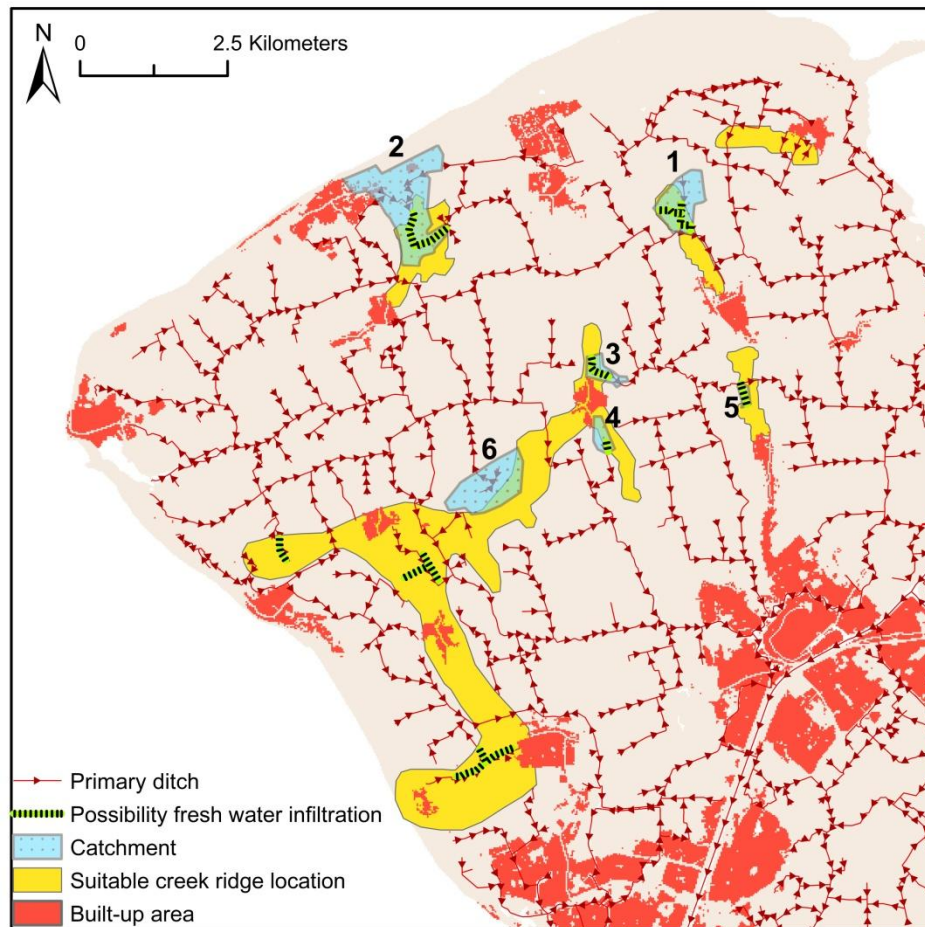 N
0 2.5 Kilometers
2
1
3
5
4
6
Primary ditch
Possibility fresh water infiltration
Catchment
Suitable creek ridge location
Built-up area